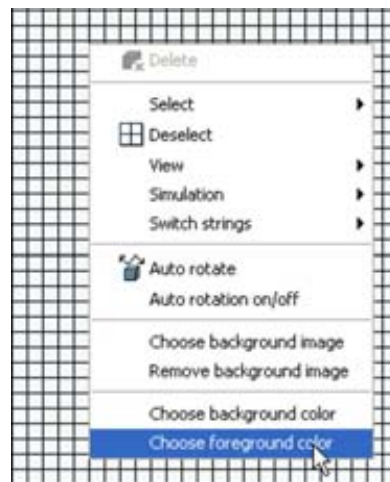 Delete
Select
Deselect
View
Simulation
Switch strings
Auto rotate
Auto rotation on/off
Choose background image
Remove background image
Choose background color
Choose foreground color